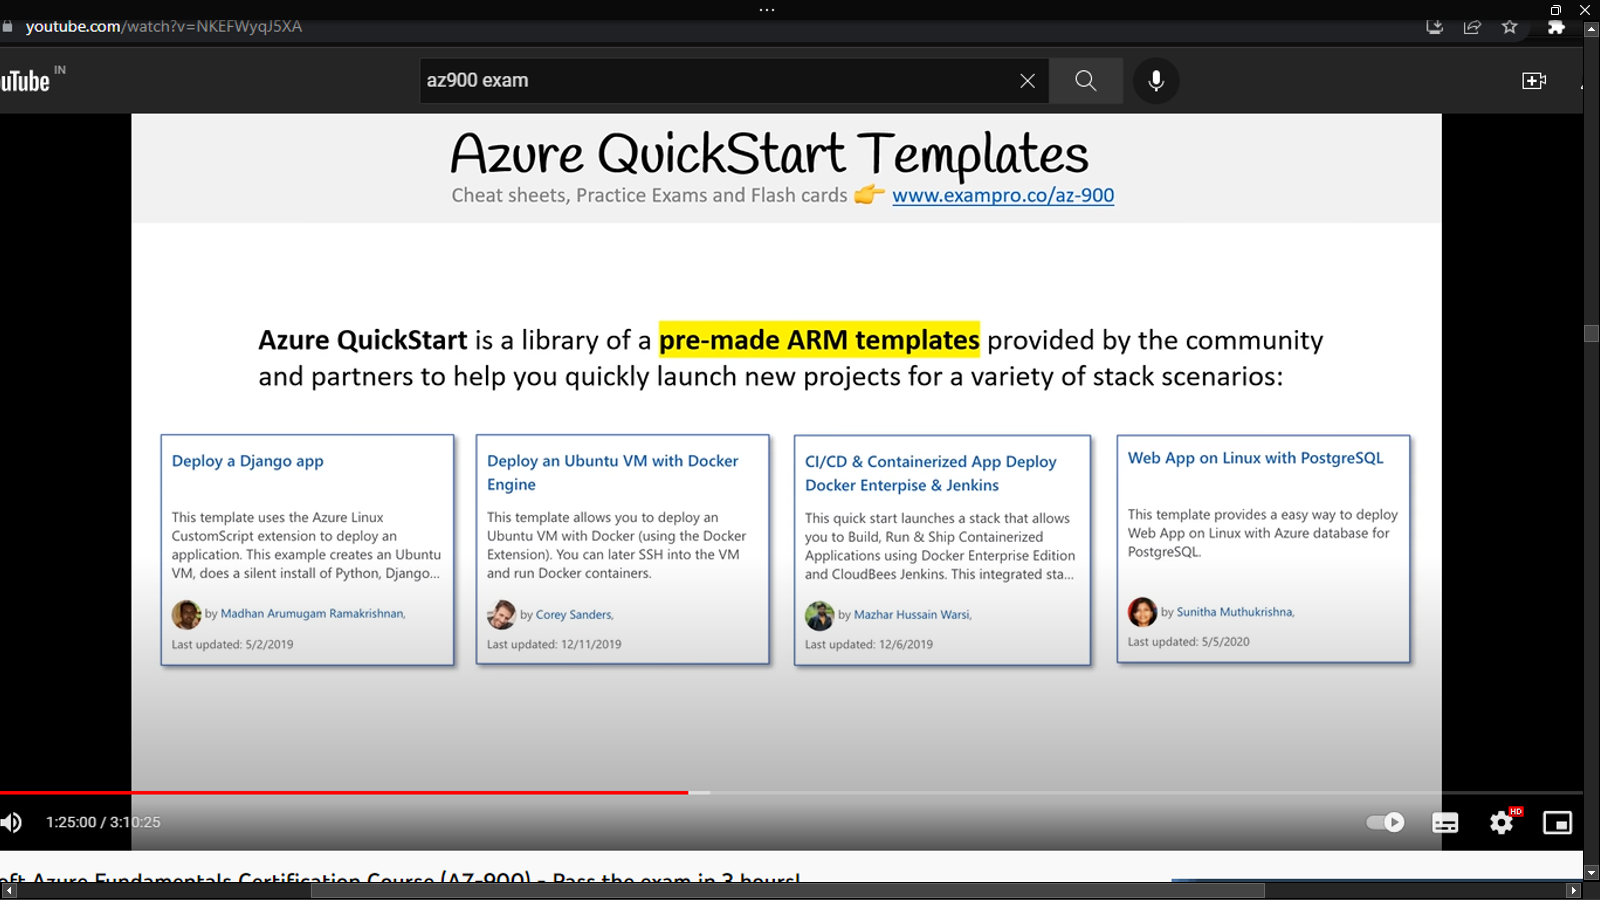 youtube.com/watch?v=NKEFWyqJ5XA
uTube IN
az900 exam
Azure QuickStart Templates
Cheat sheets, Practice Exams and Flash cards 👉 www.exampro.co/az-900
Azure QuickStart is a library of a pre-made ARM templates provided by the community
and partners to help you quickly launch new projects for a variety of stack scenarios:
Deploy a Django app
This template uses the Azure Linux
CustomScript extension to deploy an
application. This example creates an Ubuntu
VM, does a silent install of Python, Django...
by Madhan Arumugam Ramakrishnan,
Last updated: 5/2/2019
Deploy an Ubuntu VM with Docker
Engine
This template allows you to deploy an
Ubuntu VM with Docker (using the Docker
Extension). You can later SSH into the VM
and run Docker containers.
by Corey Sanders,
Last updated: 12/11/2019
CI/CD & Containerized App Deploy
Docker Enterpise & Jenkins
This quick start launches a stack that allows
you to Build, Run & Ship Containerized
Applications using Docker Enterprise Edition
and CloudBees Jenkins. This integrated sta...
by Mazhar Hussain Warsi,
Last updated: 12/6/2019
Web App on Linux with PostgreSQL
This template provides a easy way to deploy
Web App on Linux with Azure database for
PostgreSQL.
by Sunitha Muthukrishna,
Last updated: 5/5/2020
1:25:00 / 3:10:25
HD
oft Azure Fundamentals Certification Course (AZ-900) - Pass the exam in 3 hours!